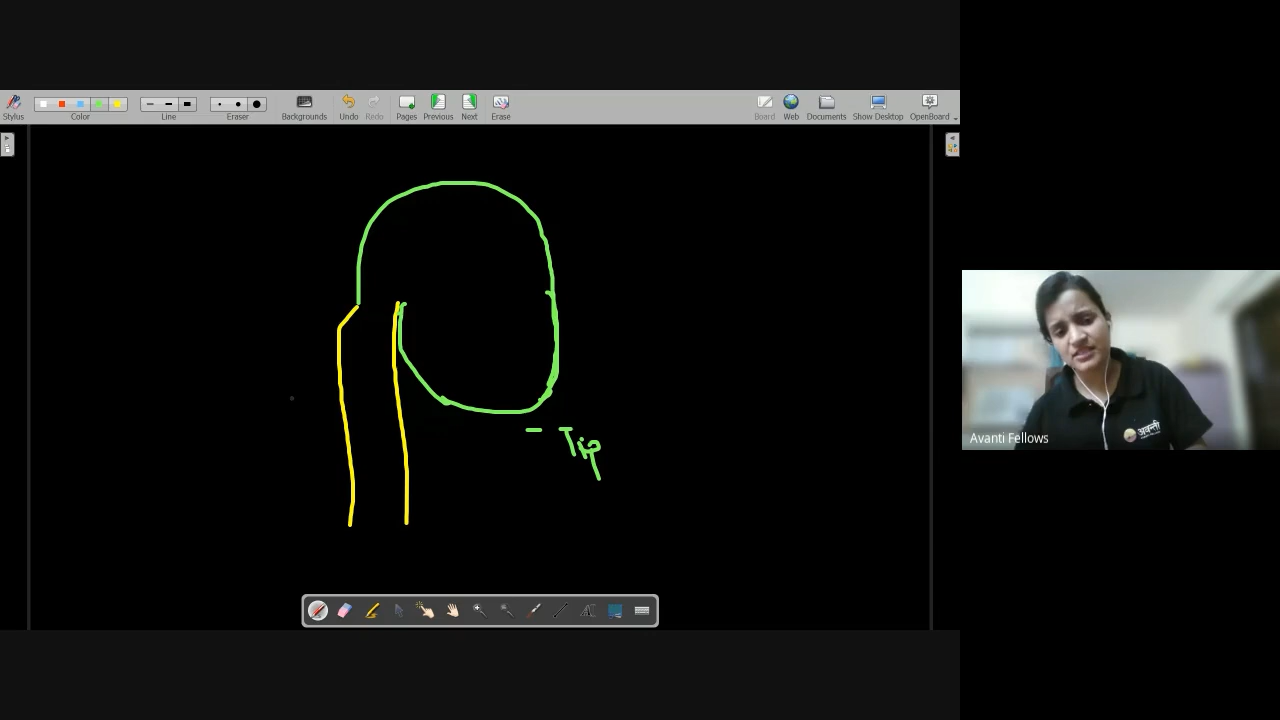 Stylus
Color
Line
Eraser
Backgrounds
Undo Redo
Pages Previous Next
Erase
Board Web Documents Show Desktop OpenBoard
- Tip
Avanti Fellows
अवन्ती